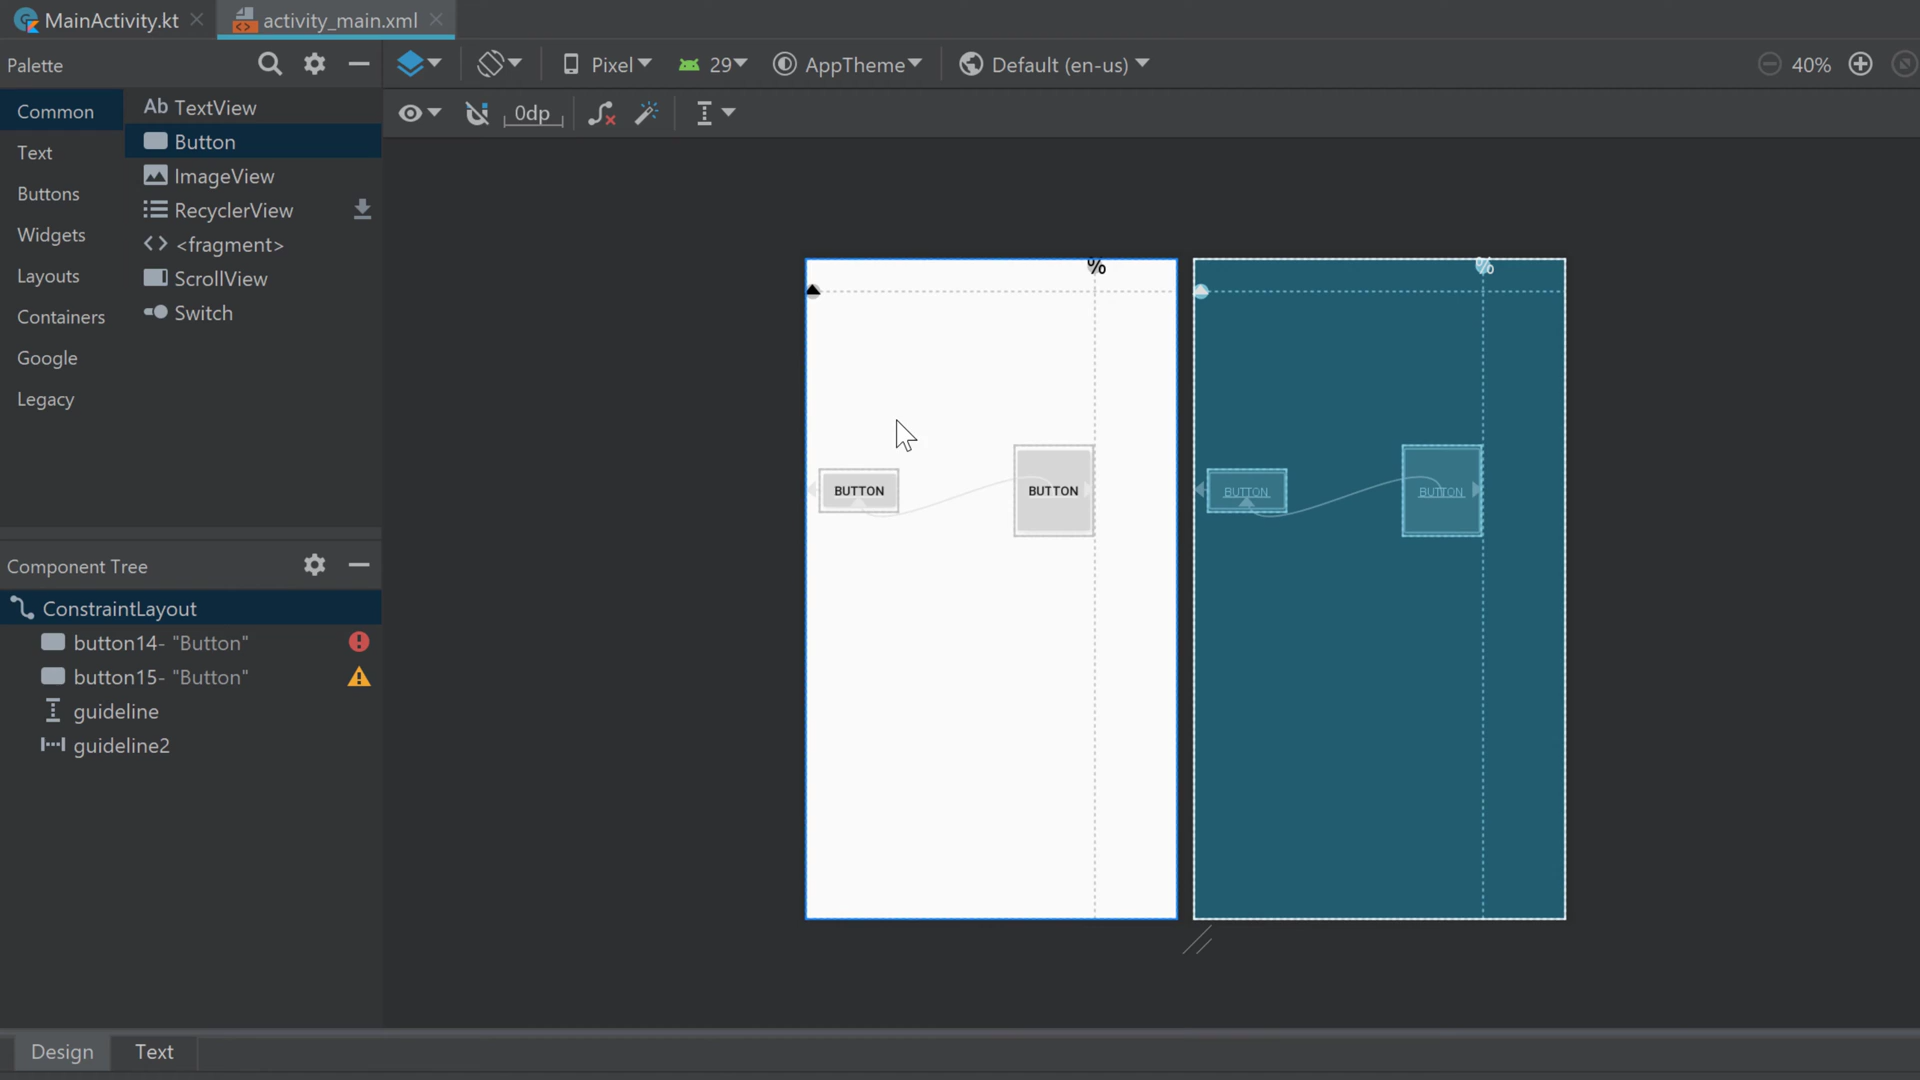 MainActivity.kt
activity_main.xml
Palette
Pixel
29
AppTheme
Default (en-us)
40%
0dp
Common
Text
Buttons
Widgets
Layouts
Containers
Google
Legacy
Ab TextView
Button
ImageView
RecyclerView
<fragment>
ScrollView
Switch
%
%
BUTTON
BUTTON
BUTTON
BUTTON
Component Tree
ConstraintLayout
button14- "Button"
button15- "Button"
guideline
guideline2
Design
Text